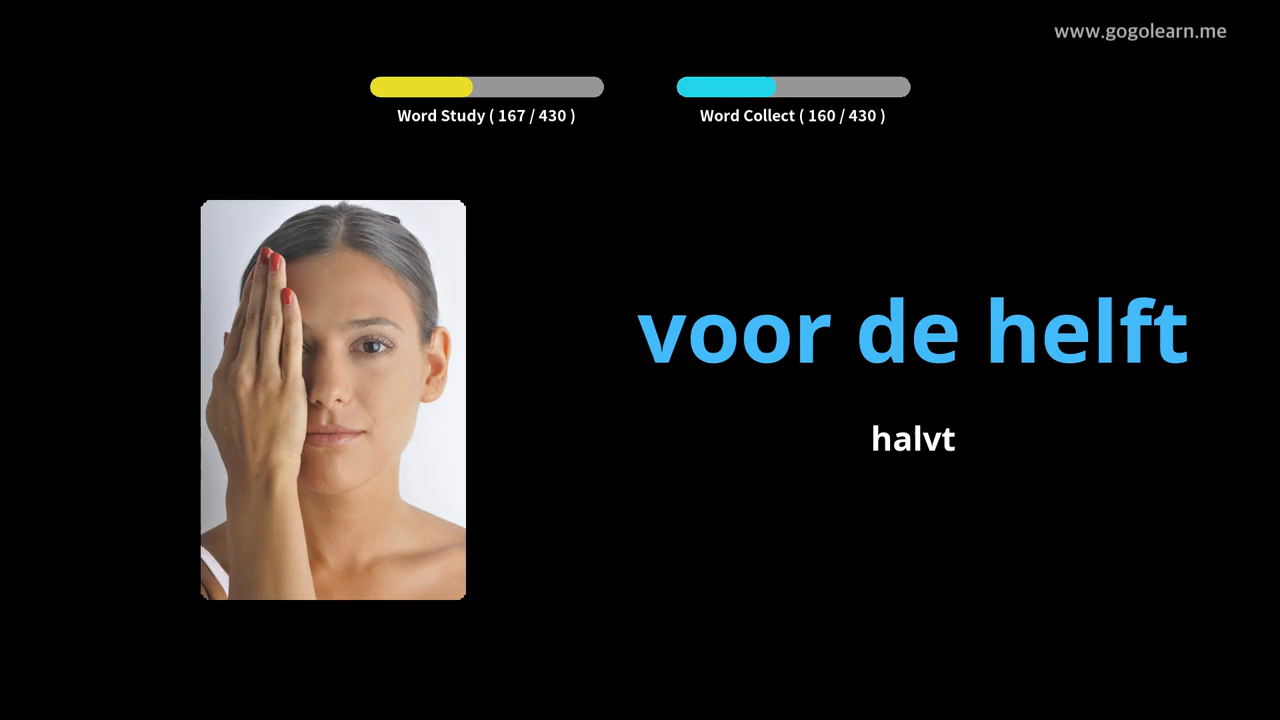 www.gogolearn.me
Word Study ( 167 / 430 )
Word Collect ( 160 / 430 )
voor de helft
halvt